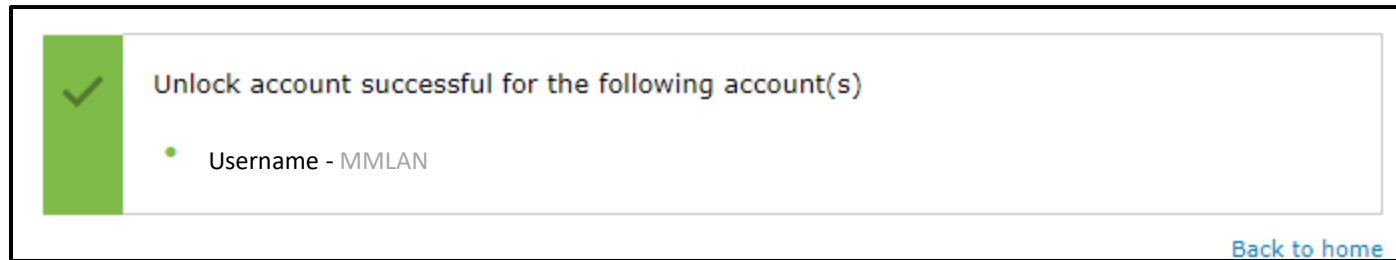 Unlock account successful for the following account(s)
Username - MMLAN
Back to home